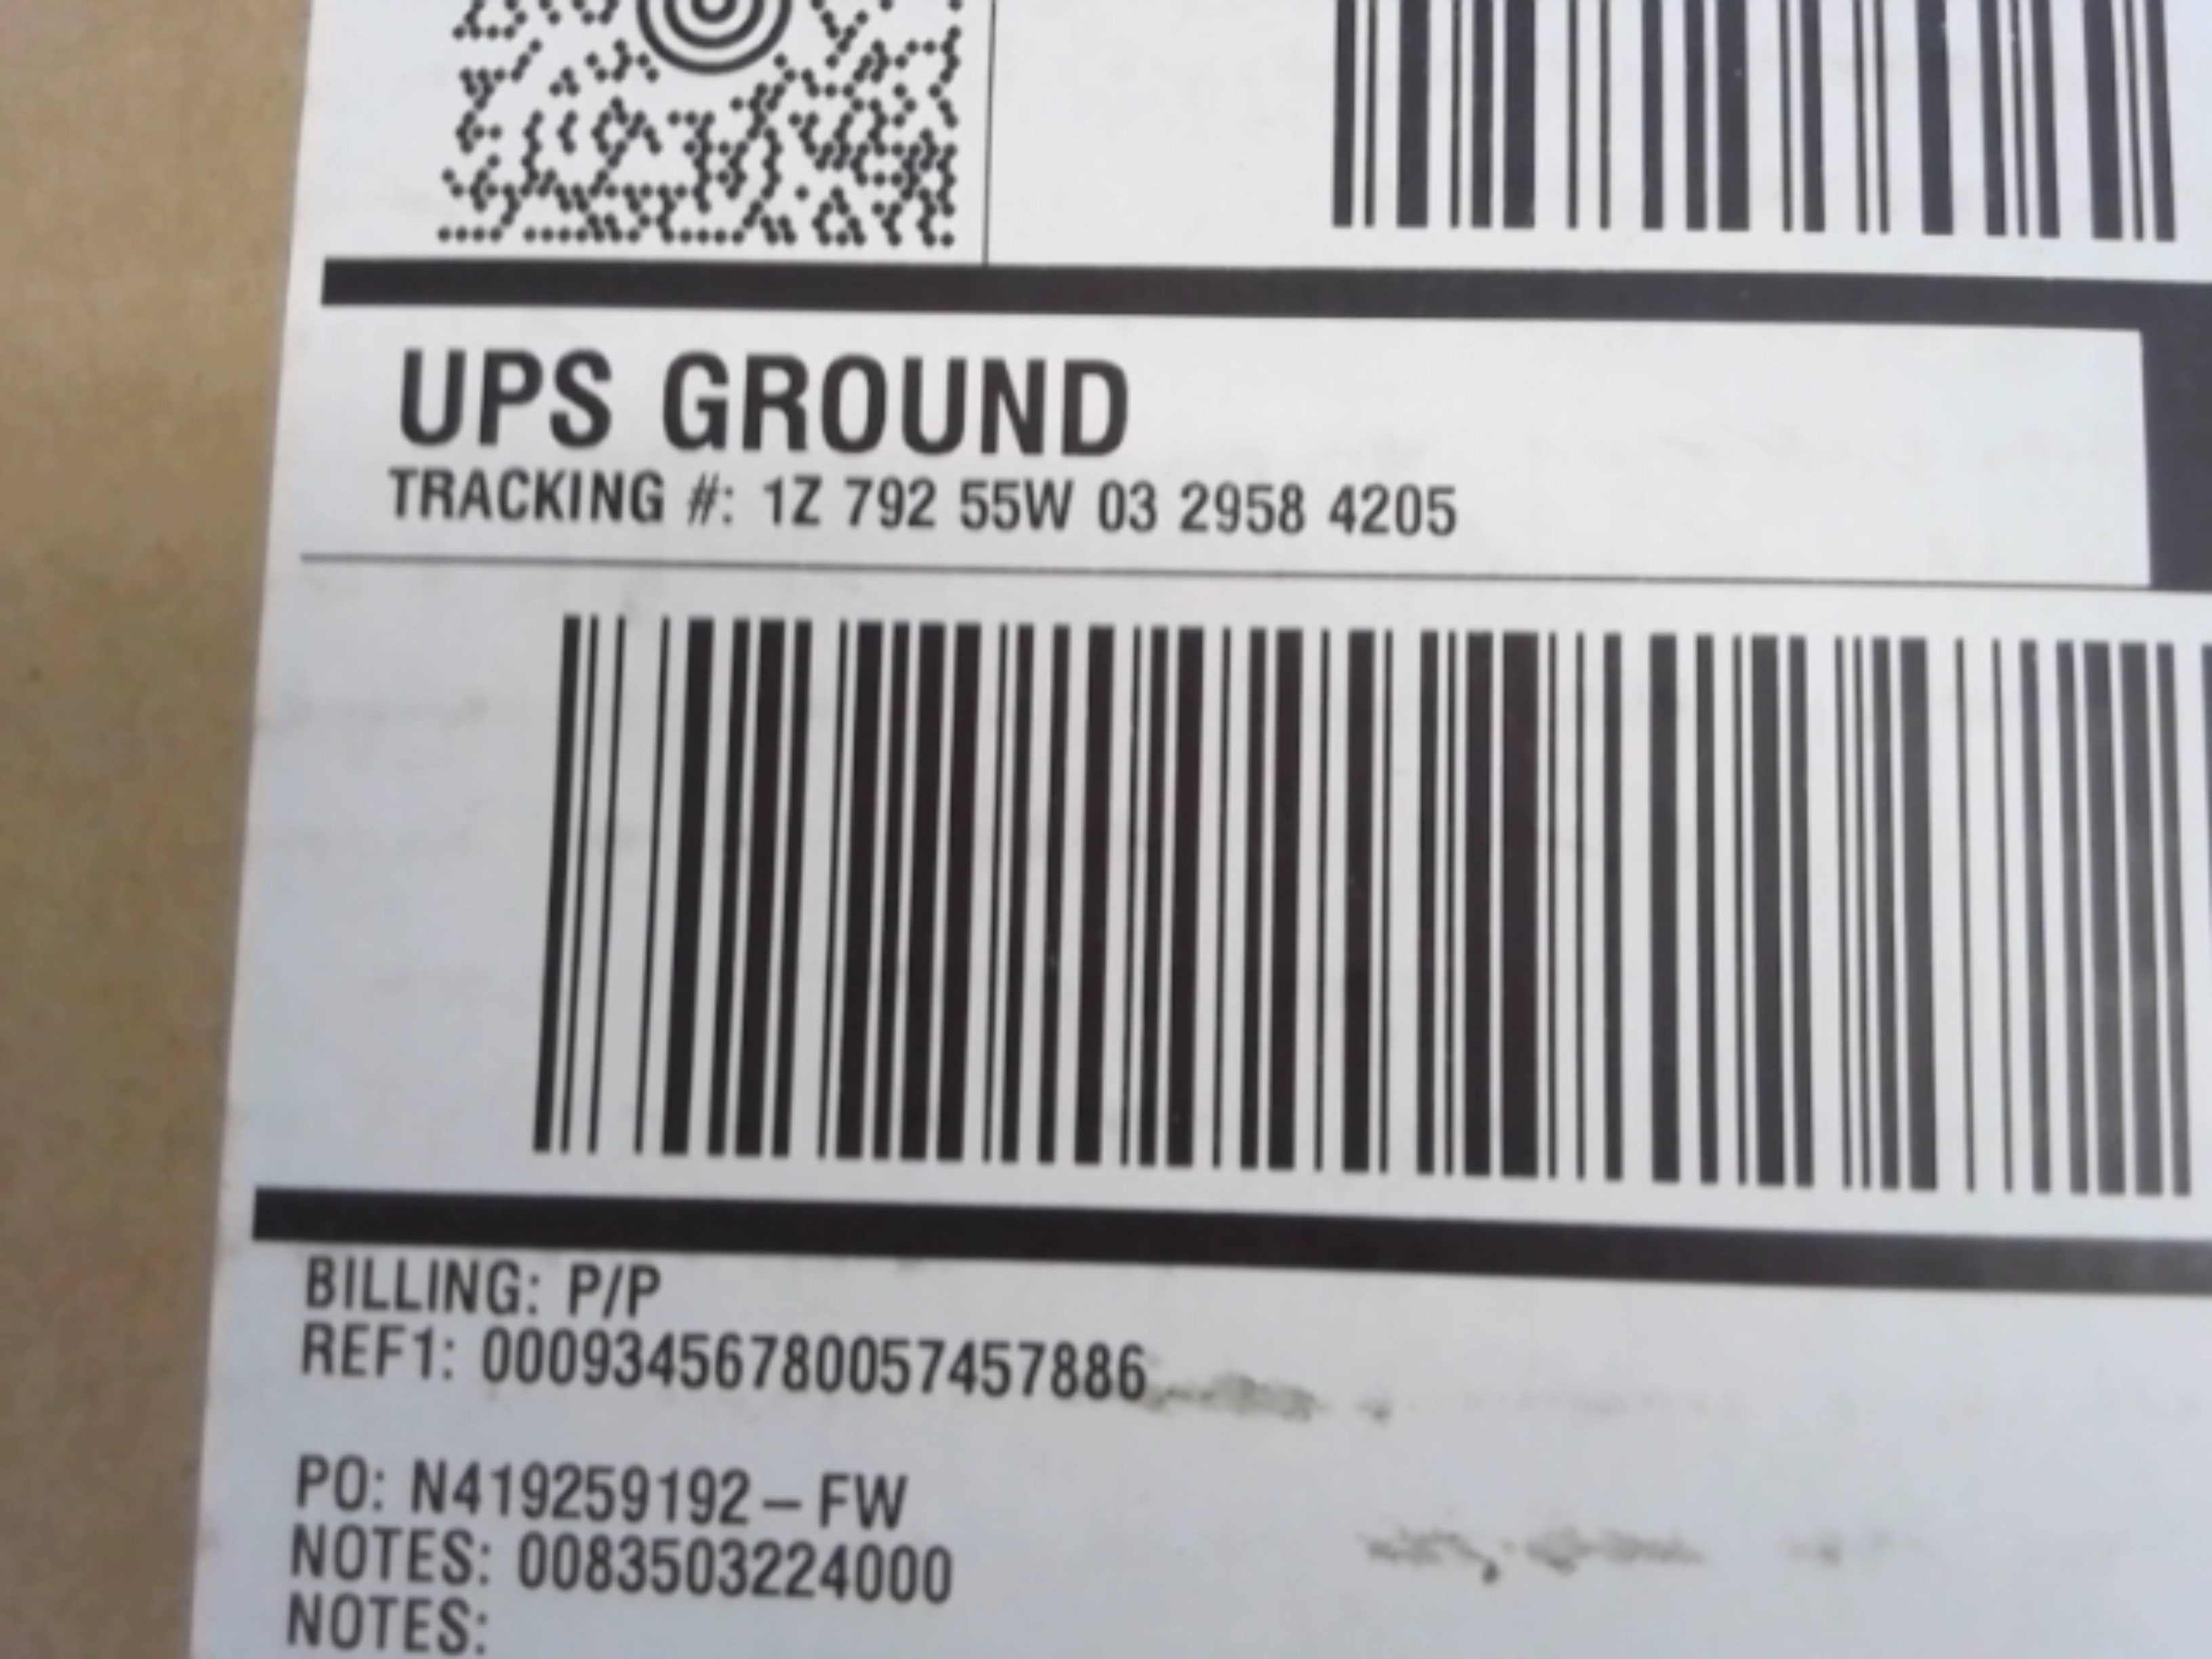 UPS GROUND
TRACKING #: 1Z 792 55W 03 2958 4205
BILLING: P/P
REF1: 00093456780057457886
PO: N419259192-FW
NOTES: 0083503224000
NOTES: